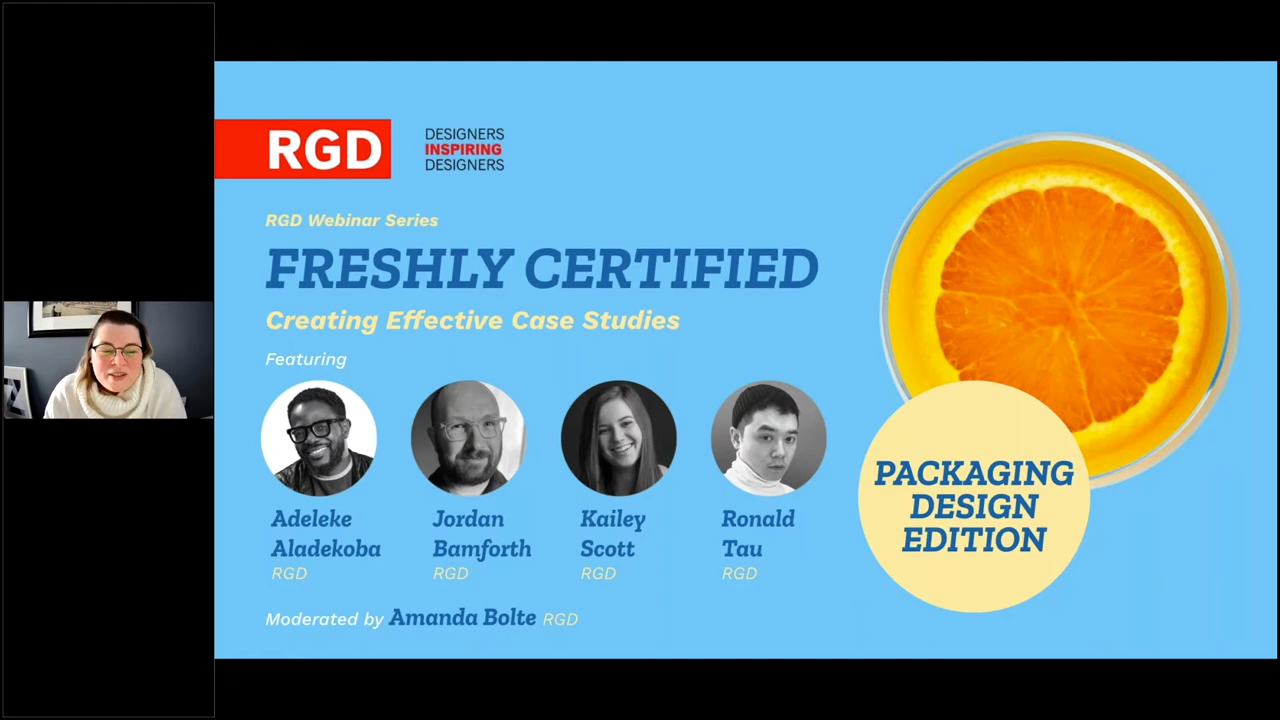 RGD
DESIGNERS
INSPIRING
DESIGNERS
RGD Webinar Series
FRESHLY CERTIFIED
Creating Effective Case Studies
Featuring
Adeleke
Aladekoba
RGD
Jordan
Bamforth
RGD
Kailey
Scott
RGD
Ronald
Tau
RGD
Moderated by Amanda Bolte RGD
PACKAGING
DESIGN
EDITION